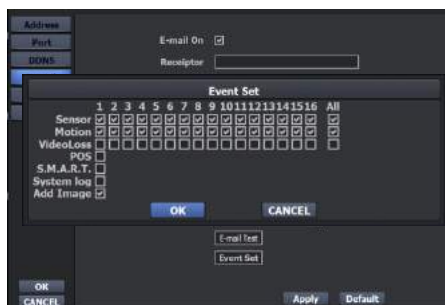 Address
Port
DDNS
E-mail On
Receiptor
Event Set
1 2 3 4 5 6 7 8 9 10 11 12 13 14 15 16 All
Sensor
Motion
VideoLoss
POS
S.M.A.R.T.
System log
Add Image
OK CANCEL
E-mail Test
Event Set
OK
CANCEL
Apply Default